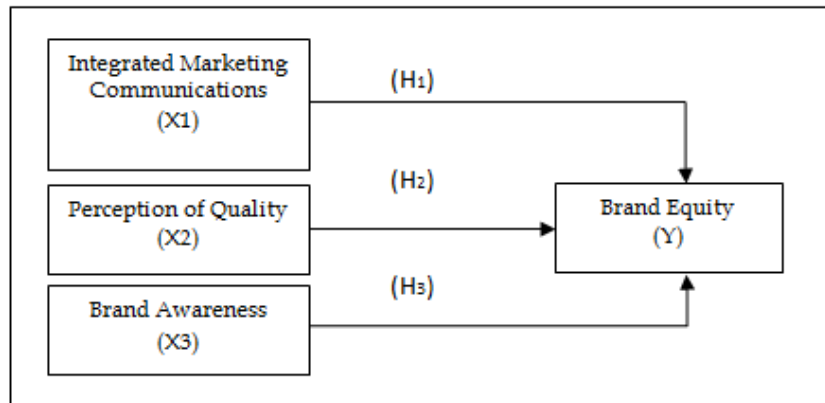 Integrated Marketing
Communications
(X1)
(H₁)
Perception of Quality
(X2)
(H₂)
Brand Equity
(Y)
Brand Awareness
(X3)
(H₃)